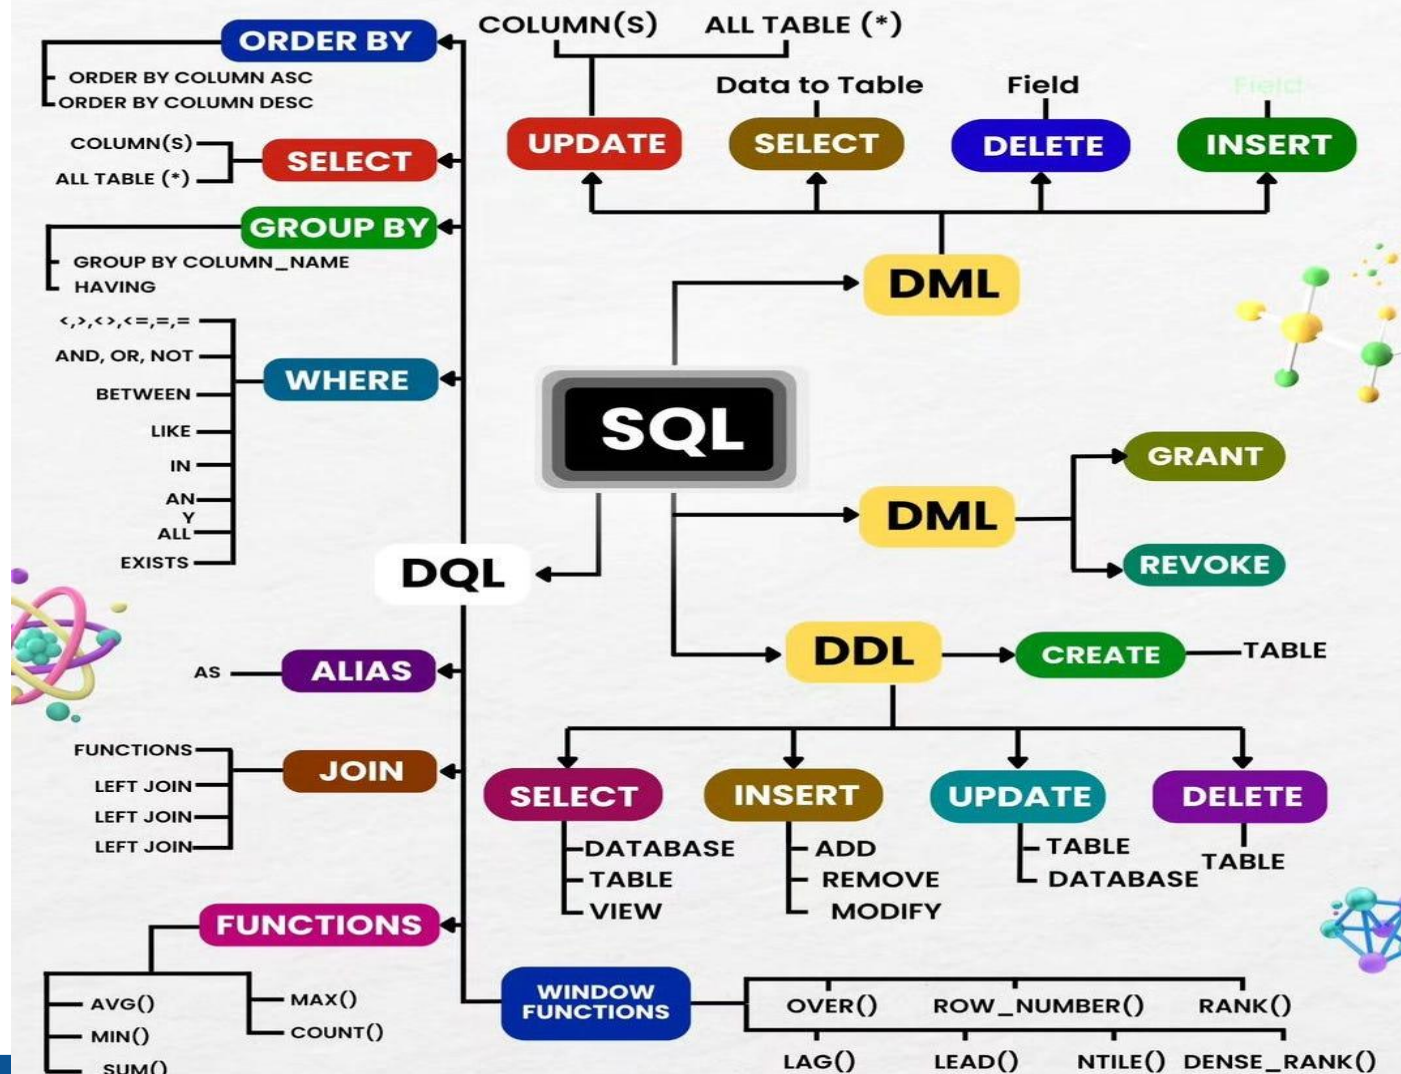 COLUMN(S) ALL TABLE (*)
ORDER BY
ORDER BY COLUMN ASC
ORDER BY COLUMN DESC
Data to Table Field Field
UPDATE SELECT DELETE INSERT
COLUMN(S)
ALL TABLE (*)
SELECT
GROUP BY
GROUP BY COLUMN_NAME
HAVING
DML
<,>,<>,<=,=,=
AND, OR, NOT
BETWEEN
LIKE
IN
AN
Y
ALL
EXISTS
WHERE
SQL
DML
GRANT
REVOKE
DQL
DDL
CREATE
TABLE
AS
ALIAS
FUNCTIONS
LEFT JOIN
LEFT JOIN
LEFT JOIN
JOIN
SELECT
DATABASE
TABLE
VIEW
INSERT
ADD
REMOVE
MODIFY
UPDATE
TABLE
DATABASE
DELETE
TABLE
FUNCTIONS
AVG()
MIN()
SUM()
MAX()
COUNT()
WINDOW
FUNCTIONS
OVER() ROW_NUMBER() RANK()
LAG() LEAD() NTILE() DENSE_RANK()